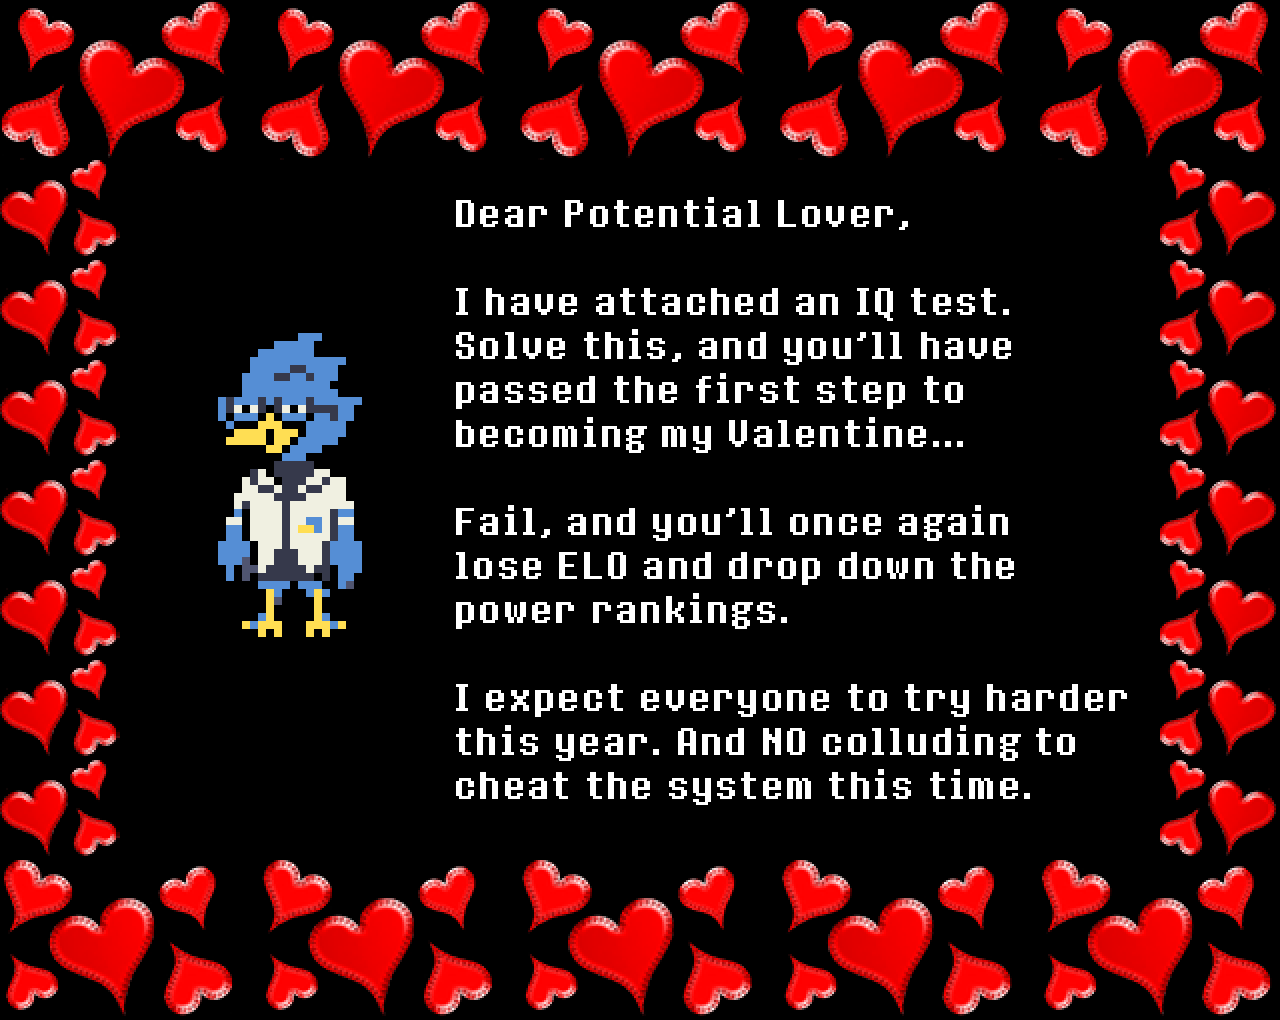 Dear Potential Lover,
I have attached an IQ test.
Solve this, and you'll have
passed the first step to
becoming my Valentine...
Fail, and you'll once again
lose ELO and drop down the
power rankings.
I expect everyone to try harder
this year. And NO colluding to
cheat the system this time.